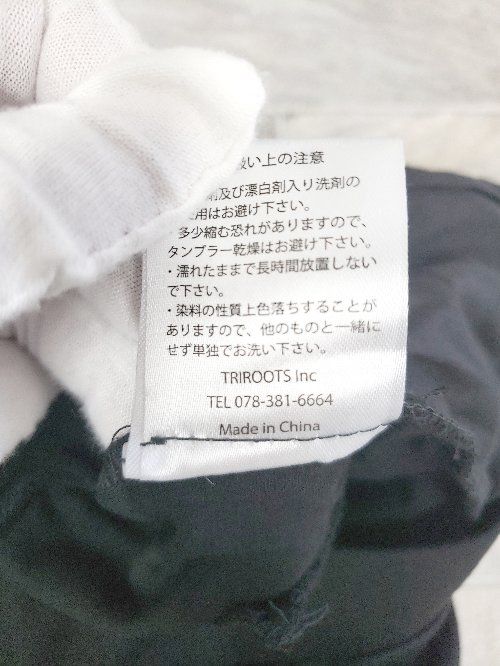 い上の注意
剤及び漂白剤入り洗剤の
用はお避け下さい。
多少縮む恐れがありますので、
タンブラー乾燥はお避け下さい。
・濡れたままで長時間放置しない
で下さい。
・染料の性質上色落ちすることが
ありますので、他のものと一緒に
せず単独でお洗い下さい。
TRIROOTS Inc
TEL 078-381-6664
Made in China